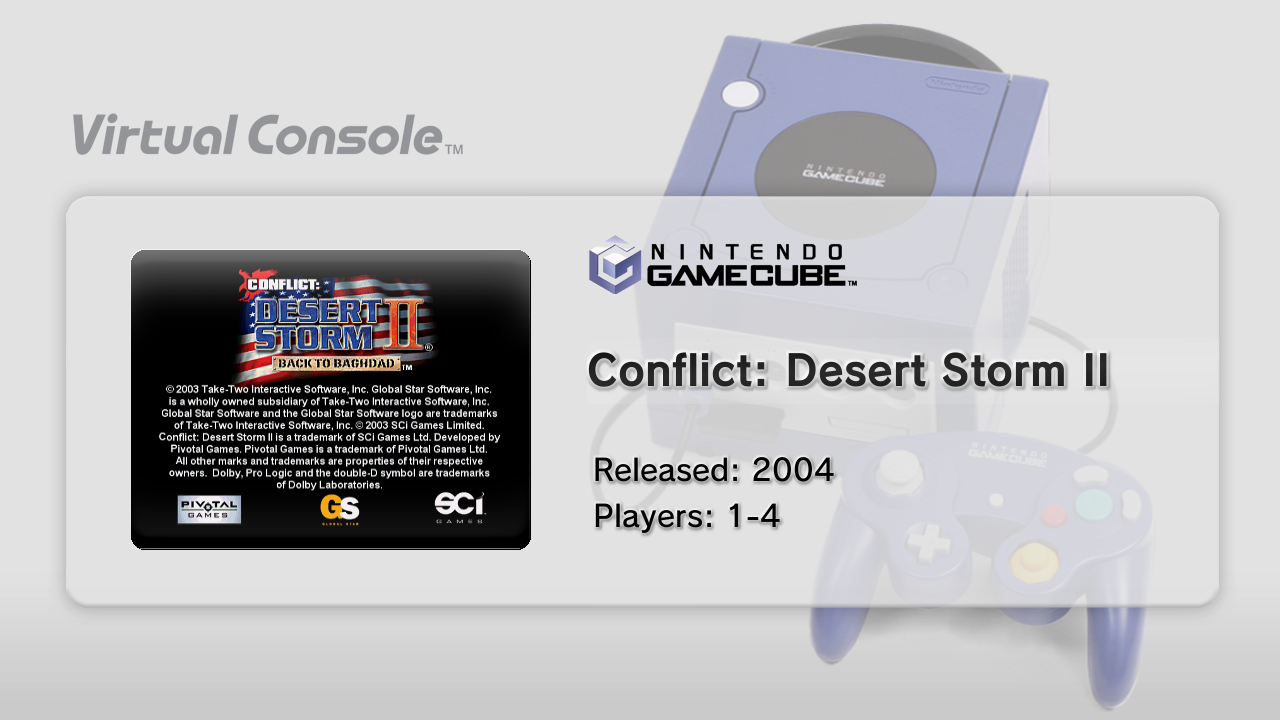 Virtual Console™
Nintendo
NINTENDO
GAMECUBE
NINTENDO
GAMECUBE™
CONFLICT:
DESERT
STORM II®
BACK TO BAGHDAD™
© 2003 Take-Two Interactive Software, Inc. Global Star Software, Inc.
is a wholly owned subsidiary of Take-Two Interactive Software, Inc.
Global Star Software and the Global Star Software logo are trademarks
of Take-Two Interactive Software, Inc. © 2003 SCi Games Limited.
Conflict: Desert Storm II is a trademark of SCi Games Ltd. Developed by
Pivotal Games. Pivotal Games is a trademark of Pivotal Games Ltd.
All other marks and trademarks are properties of their respective
owners. Dolby, Pro Logic and the double-D symbol are trademarks
of Dolby Laboratories.
PIVOTAL
GAMES
GS
GLOBAL STAR
SCi
GAMES
Conflict: Desert Storm II
Released: 2004
Players: 1-4
NINTENDO
GAMECUBE